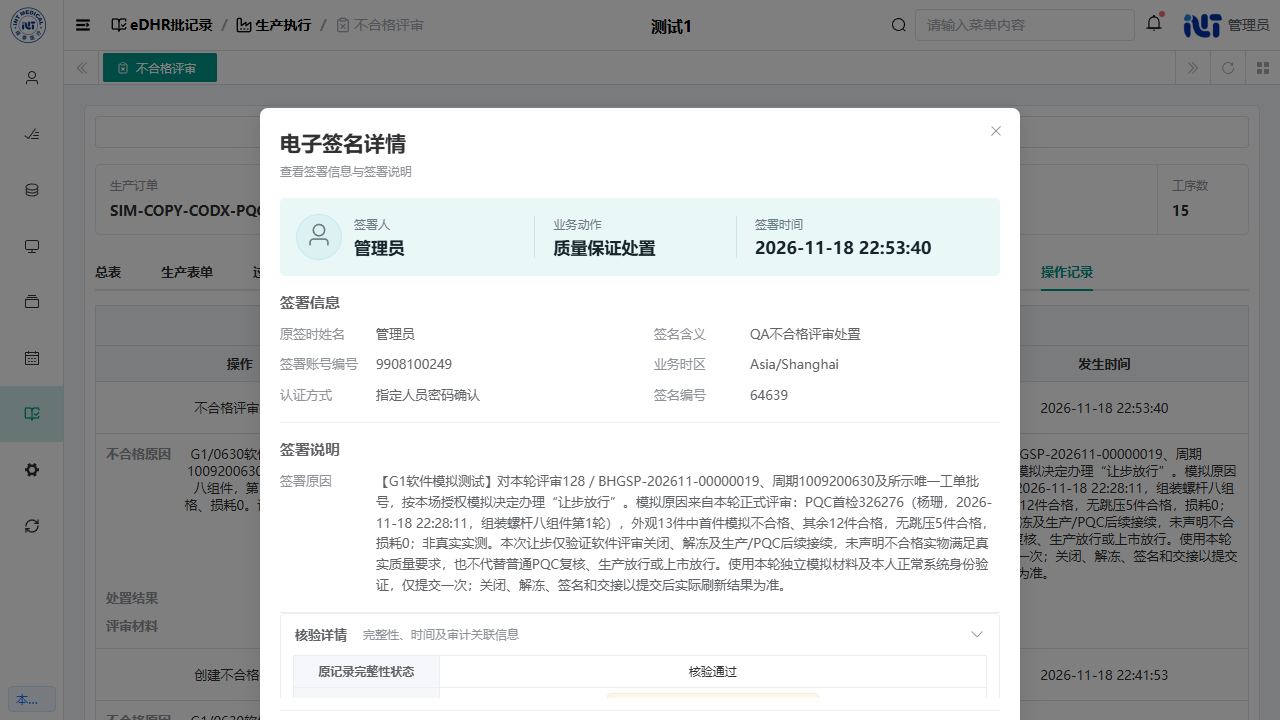 eDHR批记录 / 生产执行 / 不合格评审
测试1
请输入菜单内容
管理员
不合格评审
生产订单
SIM-COPY-CODX-PQC
工序数
15
总表 生产表单
操作记录
操作
发生时间
不合格评审
2026-11-18 22:53:40
不合格原因
处置结果
评审材料
创建不合格
2026-11-18 22:41:53
本...
电子签名详情
查看签署信息与签署说明
签署人
管理员
业务动作
质量保证处置
签署时间
2026-11-18 22:53:40
签署信息
原签时姓名 管理员 签名含义 QA不合格评审处置
签署账号编号 9908100249 业务时区 Asia/Shanghai
认证方式 指定人员密码确认 签名编号 64639
签署说明
签署原因
【G1软件模拟测试】对本轮评审128 / BHGSP-202611-00000019、周期1009200630及所示唯一工单批
号，按本场授权模拟决定办理“让步放行”。模拟原因来自本轮正式评审：PQC首检326276（杨珊，2026-
11-18 22:28:11，组装螺杆八组件第1轮），外观13件中首件模拟不合格、其余12件合格，无跳压5件合格，
损耗0；非真实实测。本次让步仅验证软件评审关闭、解冻及生产/PQC后续接续，未声明不合格实物满足真
实质量要求，也不代替普通PQC复核、生产放行或上市放行。使用本轮独立模拟材料及本人正常系统身份验
证，仅提交一次；关闭、解冻、签名和交接以提交后实际刷新结果为准。
核验详情 完整性、时间及审计关联信息
原记录完整性状态 核验通过